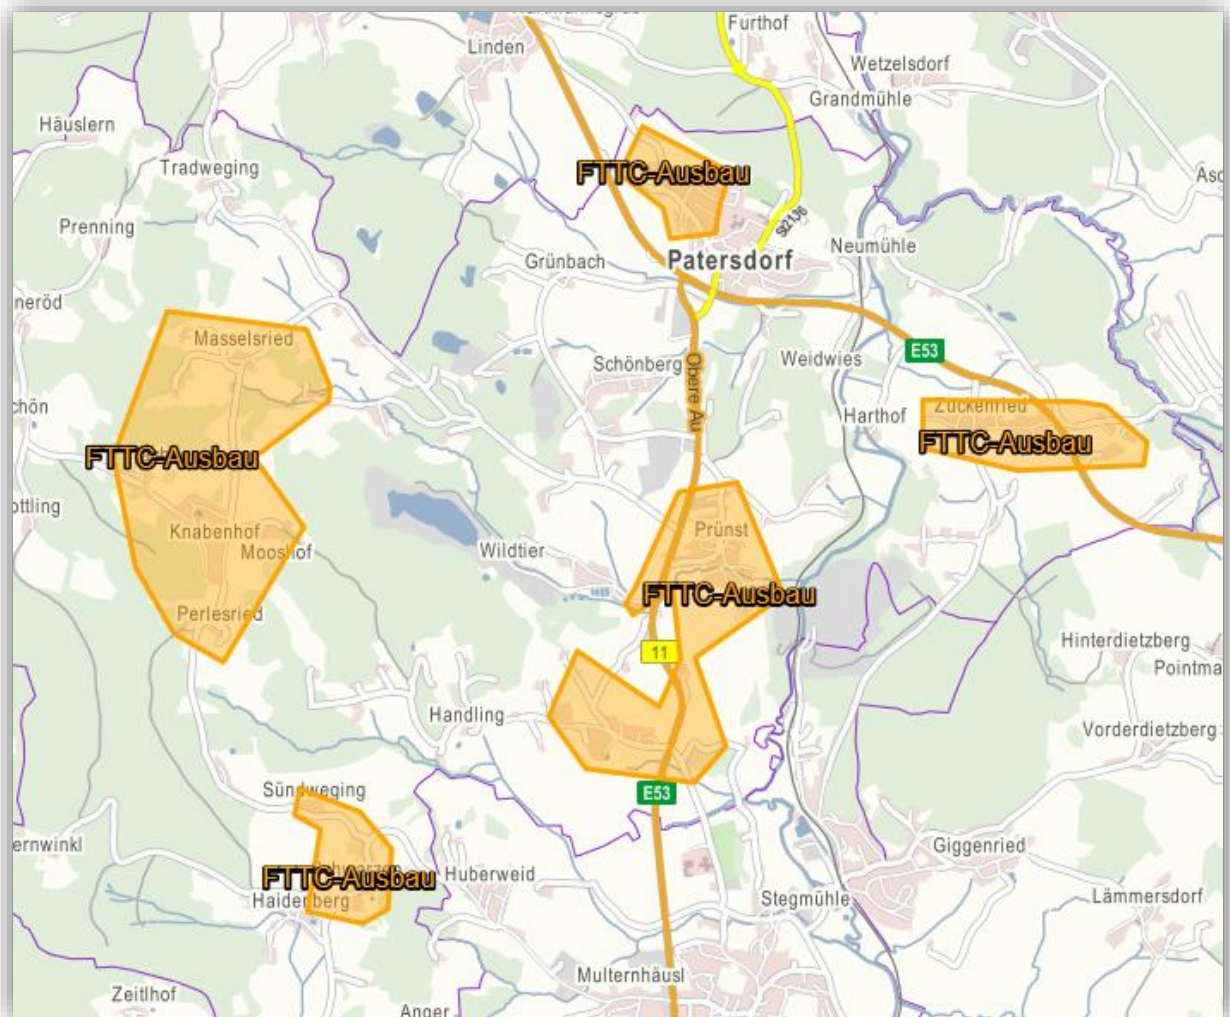 Furthof
Linden
Wetzelsdorf
Grandmühle
Häuslern
Tradweging
FTTC-Ausbau
St2136
Prenning
Neumühle
Grünbach
Patersdorf
neröd
Masselsried
E53
Schönberg
Obere Au
Weidwies
chön
Zuckenried
Harthof
FTTC-Ausbau
FTTC-Ausbau
ottling
Knabenhof
Mooshof
Prünst
Wildtier
FTTC-Ausbau
Perlesried
11
Hinterdietzberg
Pointma
Handling
Vorderdietzberg
Sündweging
E53
ernwinkl
Giggenried
FTTC-Ausbau
Huberweid
Haidenberg
Stegmühle
Lämmersdorf
Multernhäusl
Zeitlhof
Anger